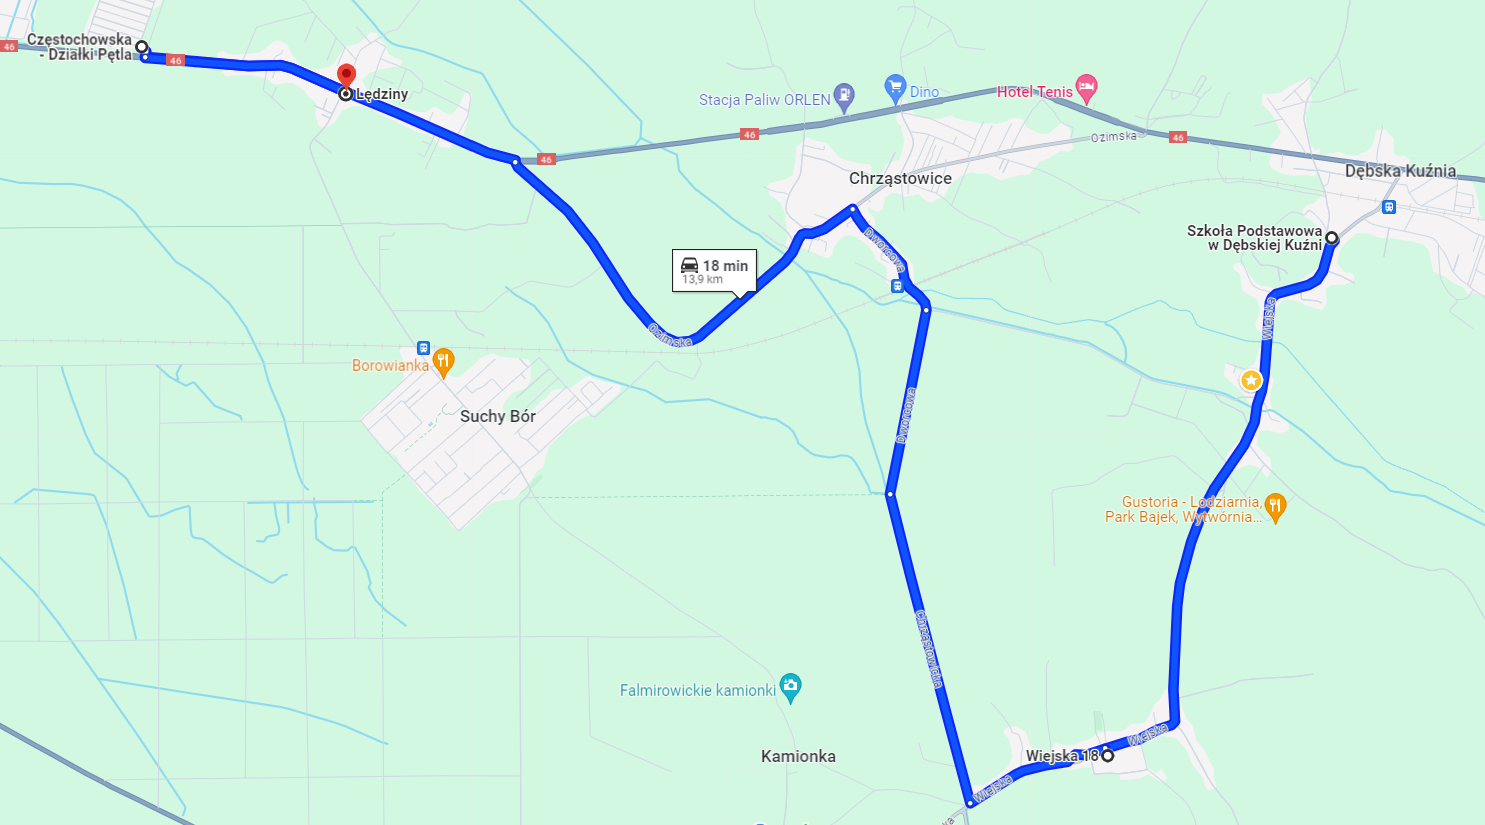 46
Częstochowska
- Działki Pętla
46
Lędziny
Stacja Paliw ORLEN
Dino
Hotel Tenis
46
46
Ozimska
46
Dębska Kuźnia
Chrząstowice
Szkoła Podstawowa
w Dębskiej Kuźni
Dworcowa
18 min
13,9 km
Ozimska
Wiejska
Borowianka
Suchy Bór
Dworcowa
Gustoria - Lodziarnia,
Park Bajek, Wytwórnia...
Chrząstowicka
Falmirowickie kamionki
Kamionka
Wiejska 18
Wiejska
Wiejska